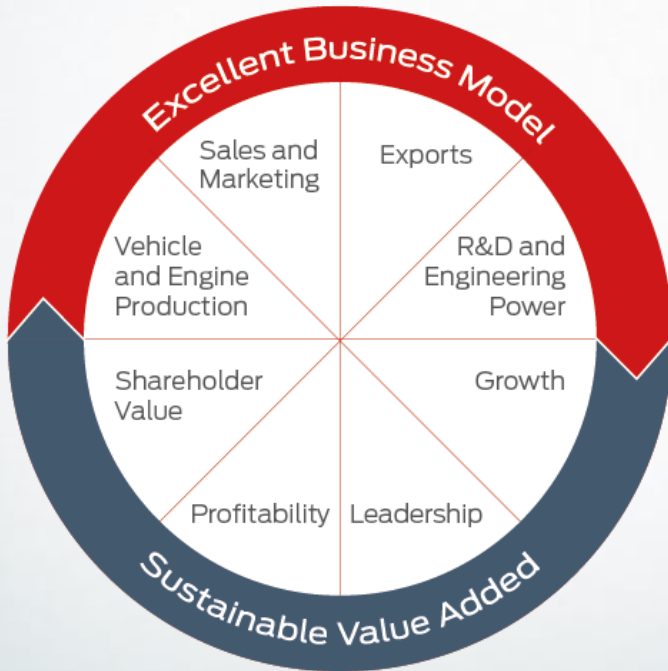 Excellent Business Model
Sales and
Marketing
Exports
Vehicle
and Engine
Production
R&D and
Engineering
Power
Shareholder
Value
Growth
Profitability
Leadership
Sustainable Value Added